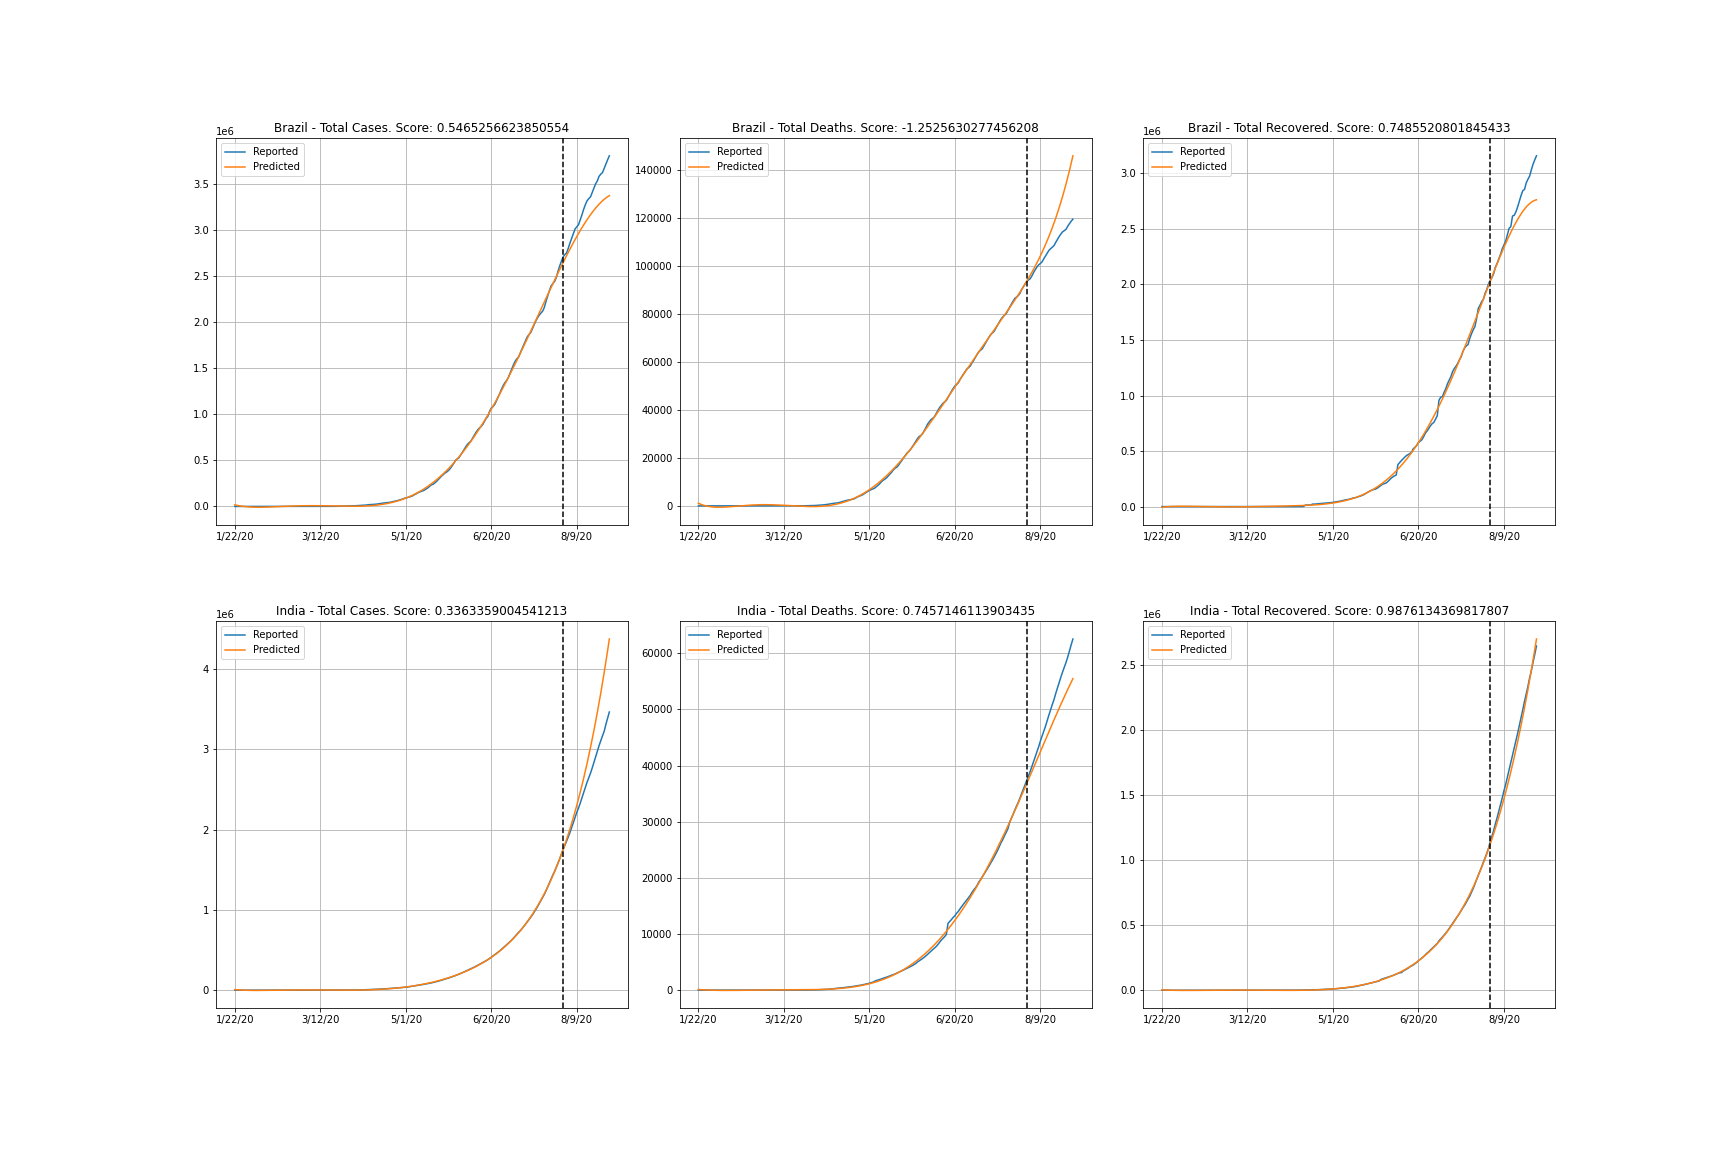 Brazil - Total Cases. Score: 0.5465256623850554
1e6
Reported
Predicted
3.5
3.0
2.5
2.0
1.5
1.0
0.5
0.0
1/22/20 3/12/20 5/1/20 6/20/20 8/9/20
Brazil - Total Deaths. Score: -1.2525630277456208
Reported
Predicted
140000
120000
100000
80000
60000
40000
20000
0
1/22/20 3/12/20 5/1/20 6/20/20 8/9/20
Brazil - Total Recovered. Score: 0.7485520801845433
1e6
Reported
Predicted
3.0
2.5
2.0
1.5
1.0
0.5
0.0
1/22/20 3/12/20 5/1/20 6/20/20 8/9/20
India - Total Cases. Score: 0.3363359004541213
1e6
Reported
Predicted
4
3
2
1
0
1/22/20 3/12/20 5/1/20 6/20/20 8/9/20
India - Total Deaths. Score: 0.7457146113903435
Reported
Predicted
60000
50000
40000
30000
20000
10000
0
1/22/20 3/12/20 5/1/20 6/20/20 8/9/20
India - Total Recovered. Score: 0.9876134369817807
1e6
Reported
Predicted
2.5
2.0
1.5
1.0
0.5
0.0
1/22/20 3/12/20 5/1/20 6/20/20 8/9/20